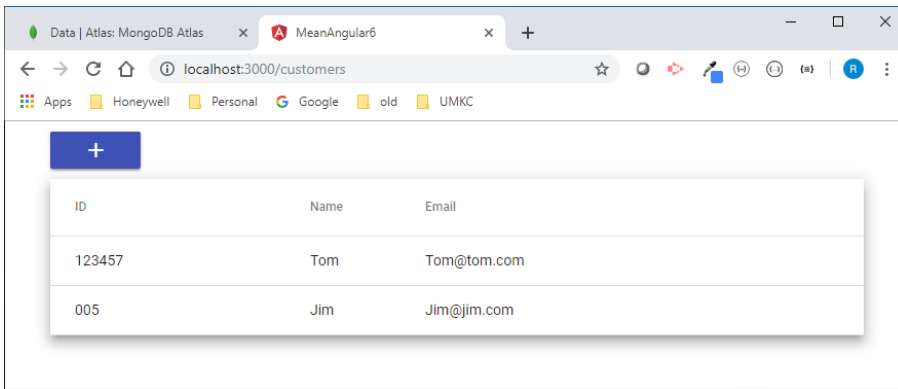 Data | Atlas: MongoDB Atlas
MeanAngular6
localhost:3000/customers
Apps Honeywell Personal Google old UMKC
+
ID Name Email
123457 Tom Tom@tom.com
005 Jim Jim@jim.com